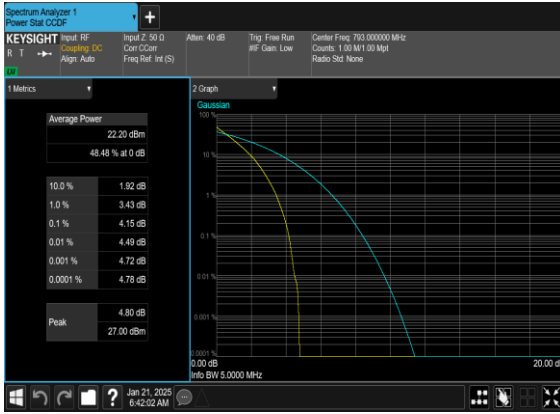 Spectrum Analyzer 1
Power Stat CCDF
+
KEYSIGHT Input: RF Input Z: 50 Ω Atten: 40 dB Trig: Free Run Center Freq: 793.000000 MHz
R T Coupling: DC Corr CCorr #IF Gain: Low Counts: 1.00 M/1.00 Mpt
Align: Auto Freq Ref: Int (S) Radio Std: None
1 Metrics
2 Graph
Average Power
22.20 dBm
48.48 % at 0 dB
10.0 % 1.92 dB
1.0 % 3.43 dB
0.1 % 4.15 dB
0.01 % 4.49 dB
0.001 % 4.72 dB
0.0001 % 4.78 dB
Peak 4.80 dB
27.00 dBm
Gaussian
100 %
10 %
1 %
0.1 %
0.01 %
0.001 %
0.0001 %
0.00 dB 20.00 d
Info BW 5.0000 MHz
? Jan 21, 2025
6:42:02 AM